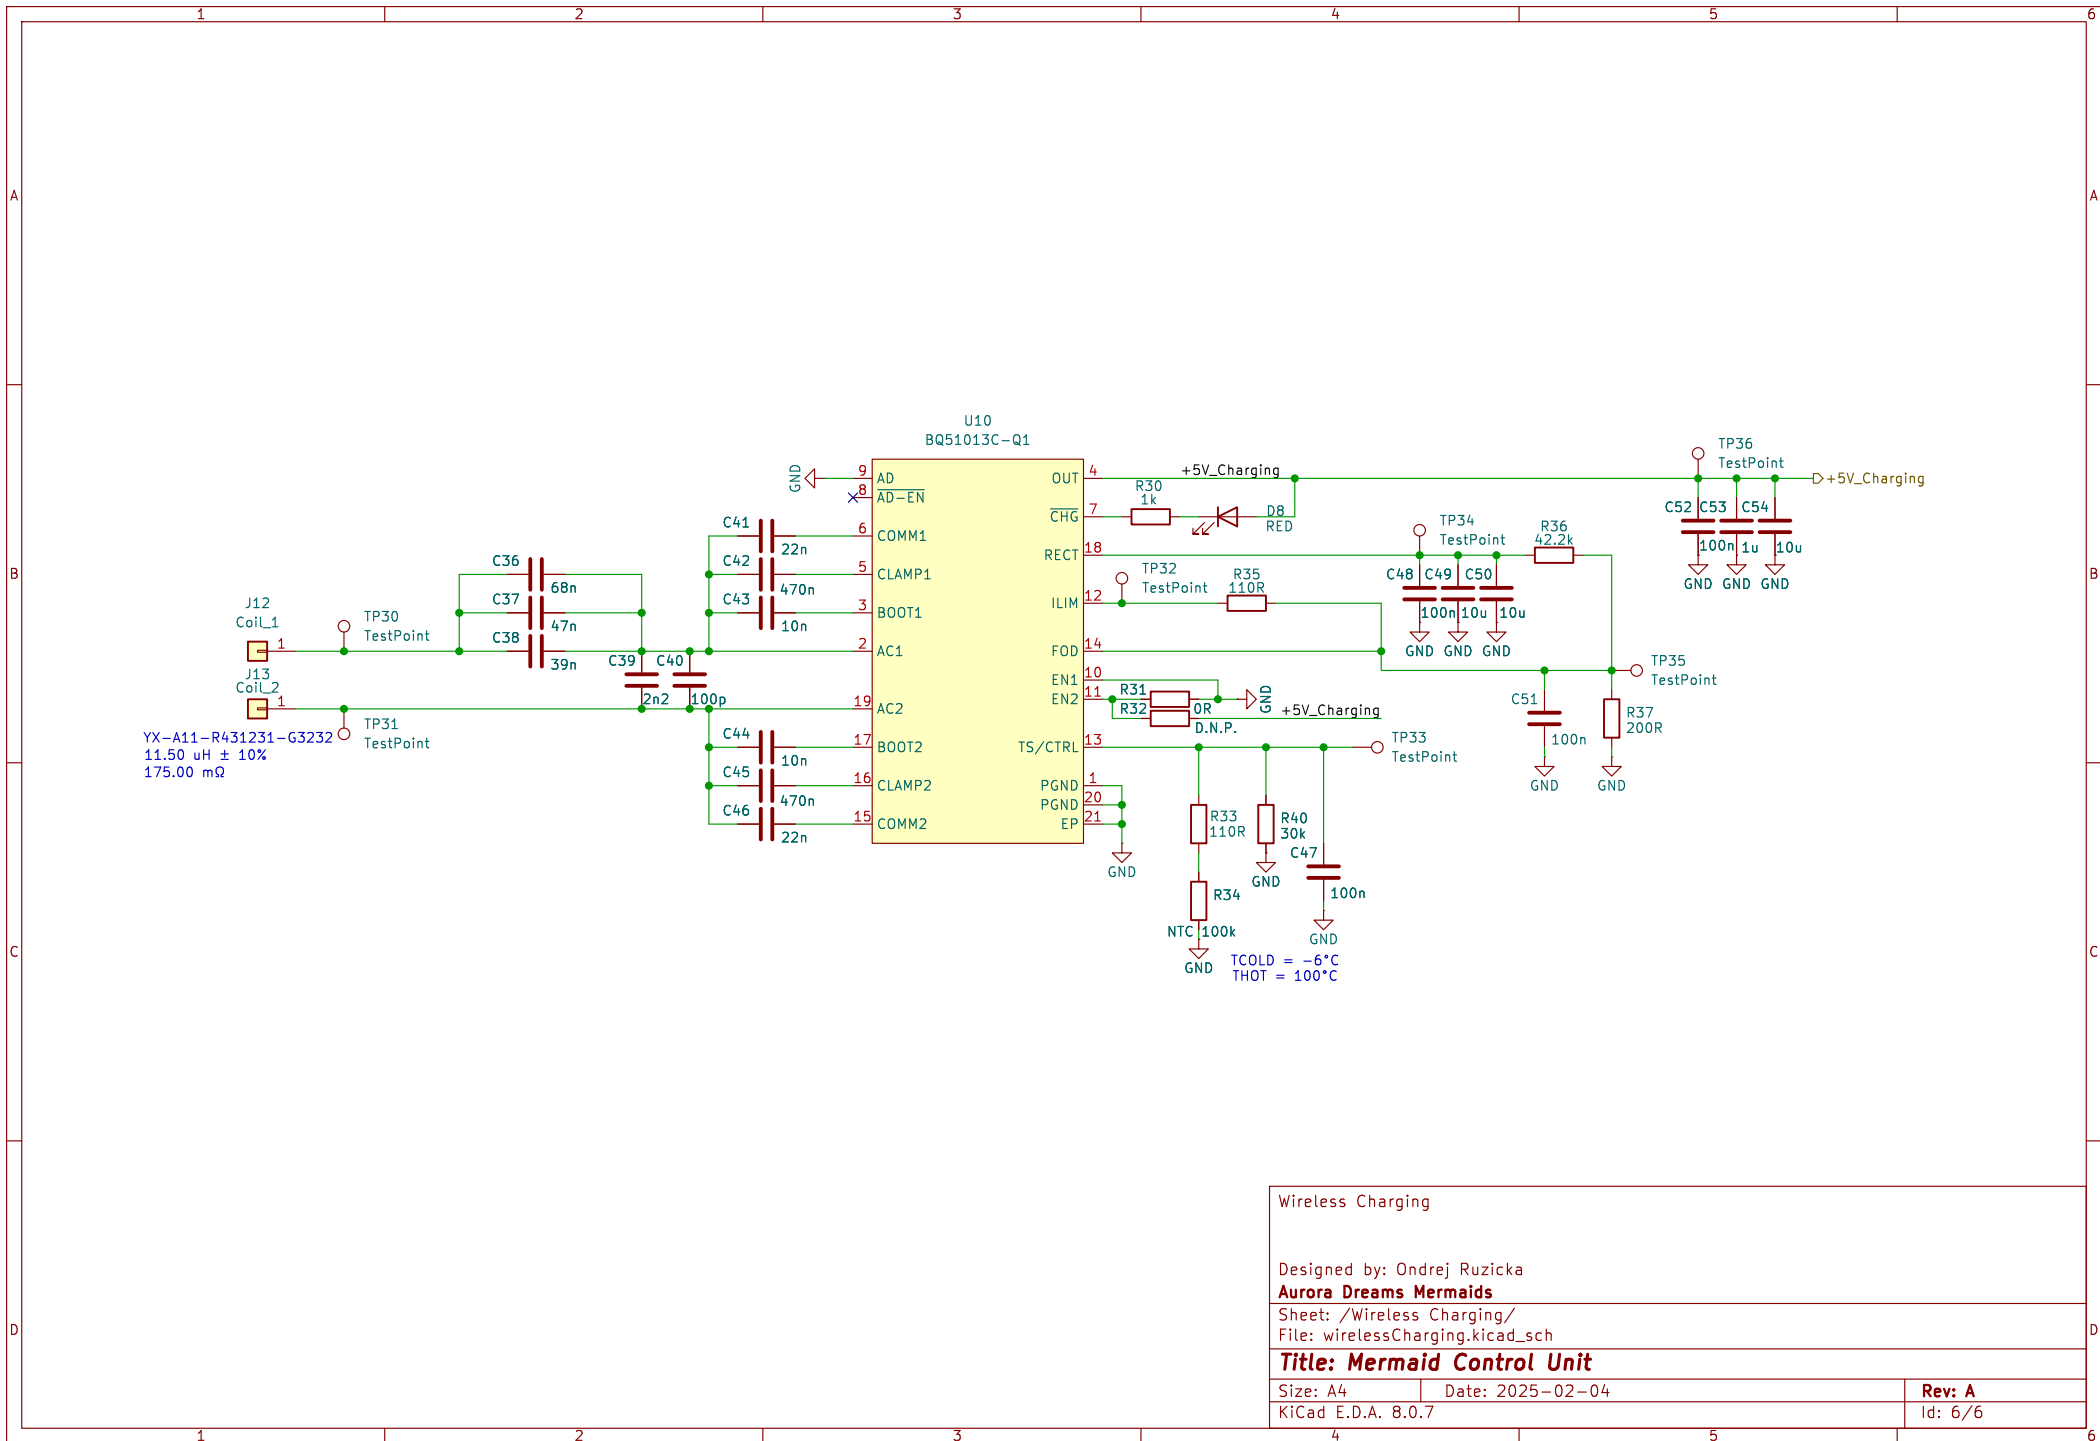 1 2 3 4 5 6
A A
B B
C C
D D
1 2 3 4 5 6
U10
BQ51013C-Q1
9 AD
8 AD-EN
6 COMM1
5 CLAMP1
3 BOOT1
2 AC1
19 AC2
17 BOOT2
16 CLAMP2
15 COMM2
OUT 4
CHG 7
RECT 18
ILIM 12
FOD 14
EN1 10
EN2 11
TS/CTRL 13
PGND 1
PGND 20
EP 21
GND
C41
22n
C42
470n
C43
10n
C36
68n
C37
47n
C38
39n
J12
Coil_1
1
TP30
TestPoint
J13
Coil_2
1
TP31
TestPoint
YX-A11-R431231-G3232
11.50 uH ± 10%
175.00 mΩ
C39
2n2
C40
100p
C44
10n
C45
470n
C46
22n
+5V_Charging
R30
1k
D8
RED
TP32
TestPoint
R35
110R
TP34
TestPoint
R36
42.2k
C48
100n
GND
C49
10u
GND
C50
10u
GND
TP36
TestPoint
+5V_Charging
C52
100n
GND
C53
1u
GND
C54
10u
GND
R31
0R
GND
R32
D.N.P.
+5V_Charging
TP35
TestPoint
C51
100n
GND
R37
200R
GND
TP33
TestPoint
GND
R33
110R
R34
NTC 100k
GND
R40
30k
GND
C47
100n
GND
TCOLD = -6°C
THOT = 100°C
Wireless Charging
Designed by: Ondrej Ruzicka
Aurora Dreams Mermaids
Sheet: /Wireless Charging/
File: wirelessCharging.kicad_sch
Title: Mermaid Control Unit
Size: A4 Date: 2025-02-04 Rev: A
KiCad E.D.A. 8.0.7 Id: 6/6